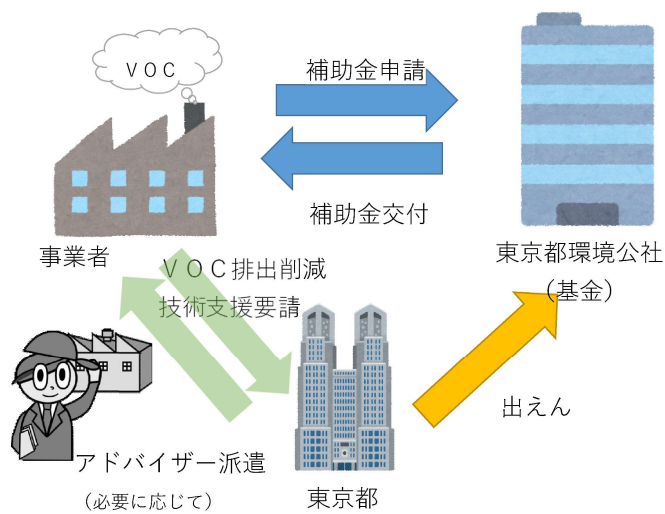 ＶＯＣ
補助金申請
補助金交付
事業者
東京都環境公社
（基金）
ＶＯＣ排出削減
技術支援要請
出えん
アドバイザー派遣
（必要に応じて）
東京都